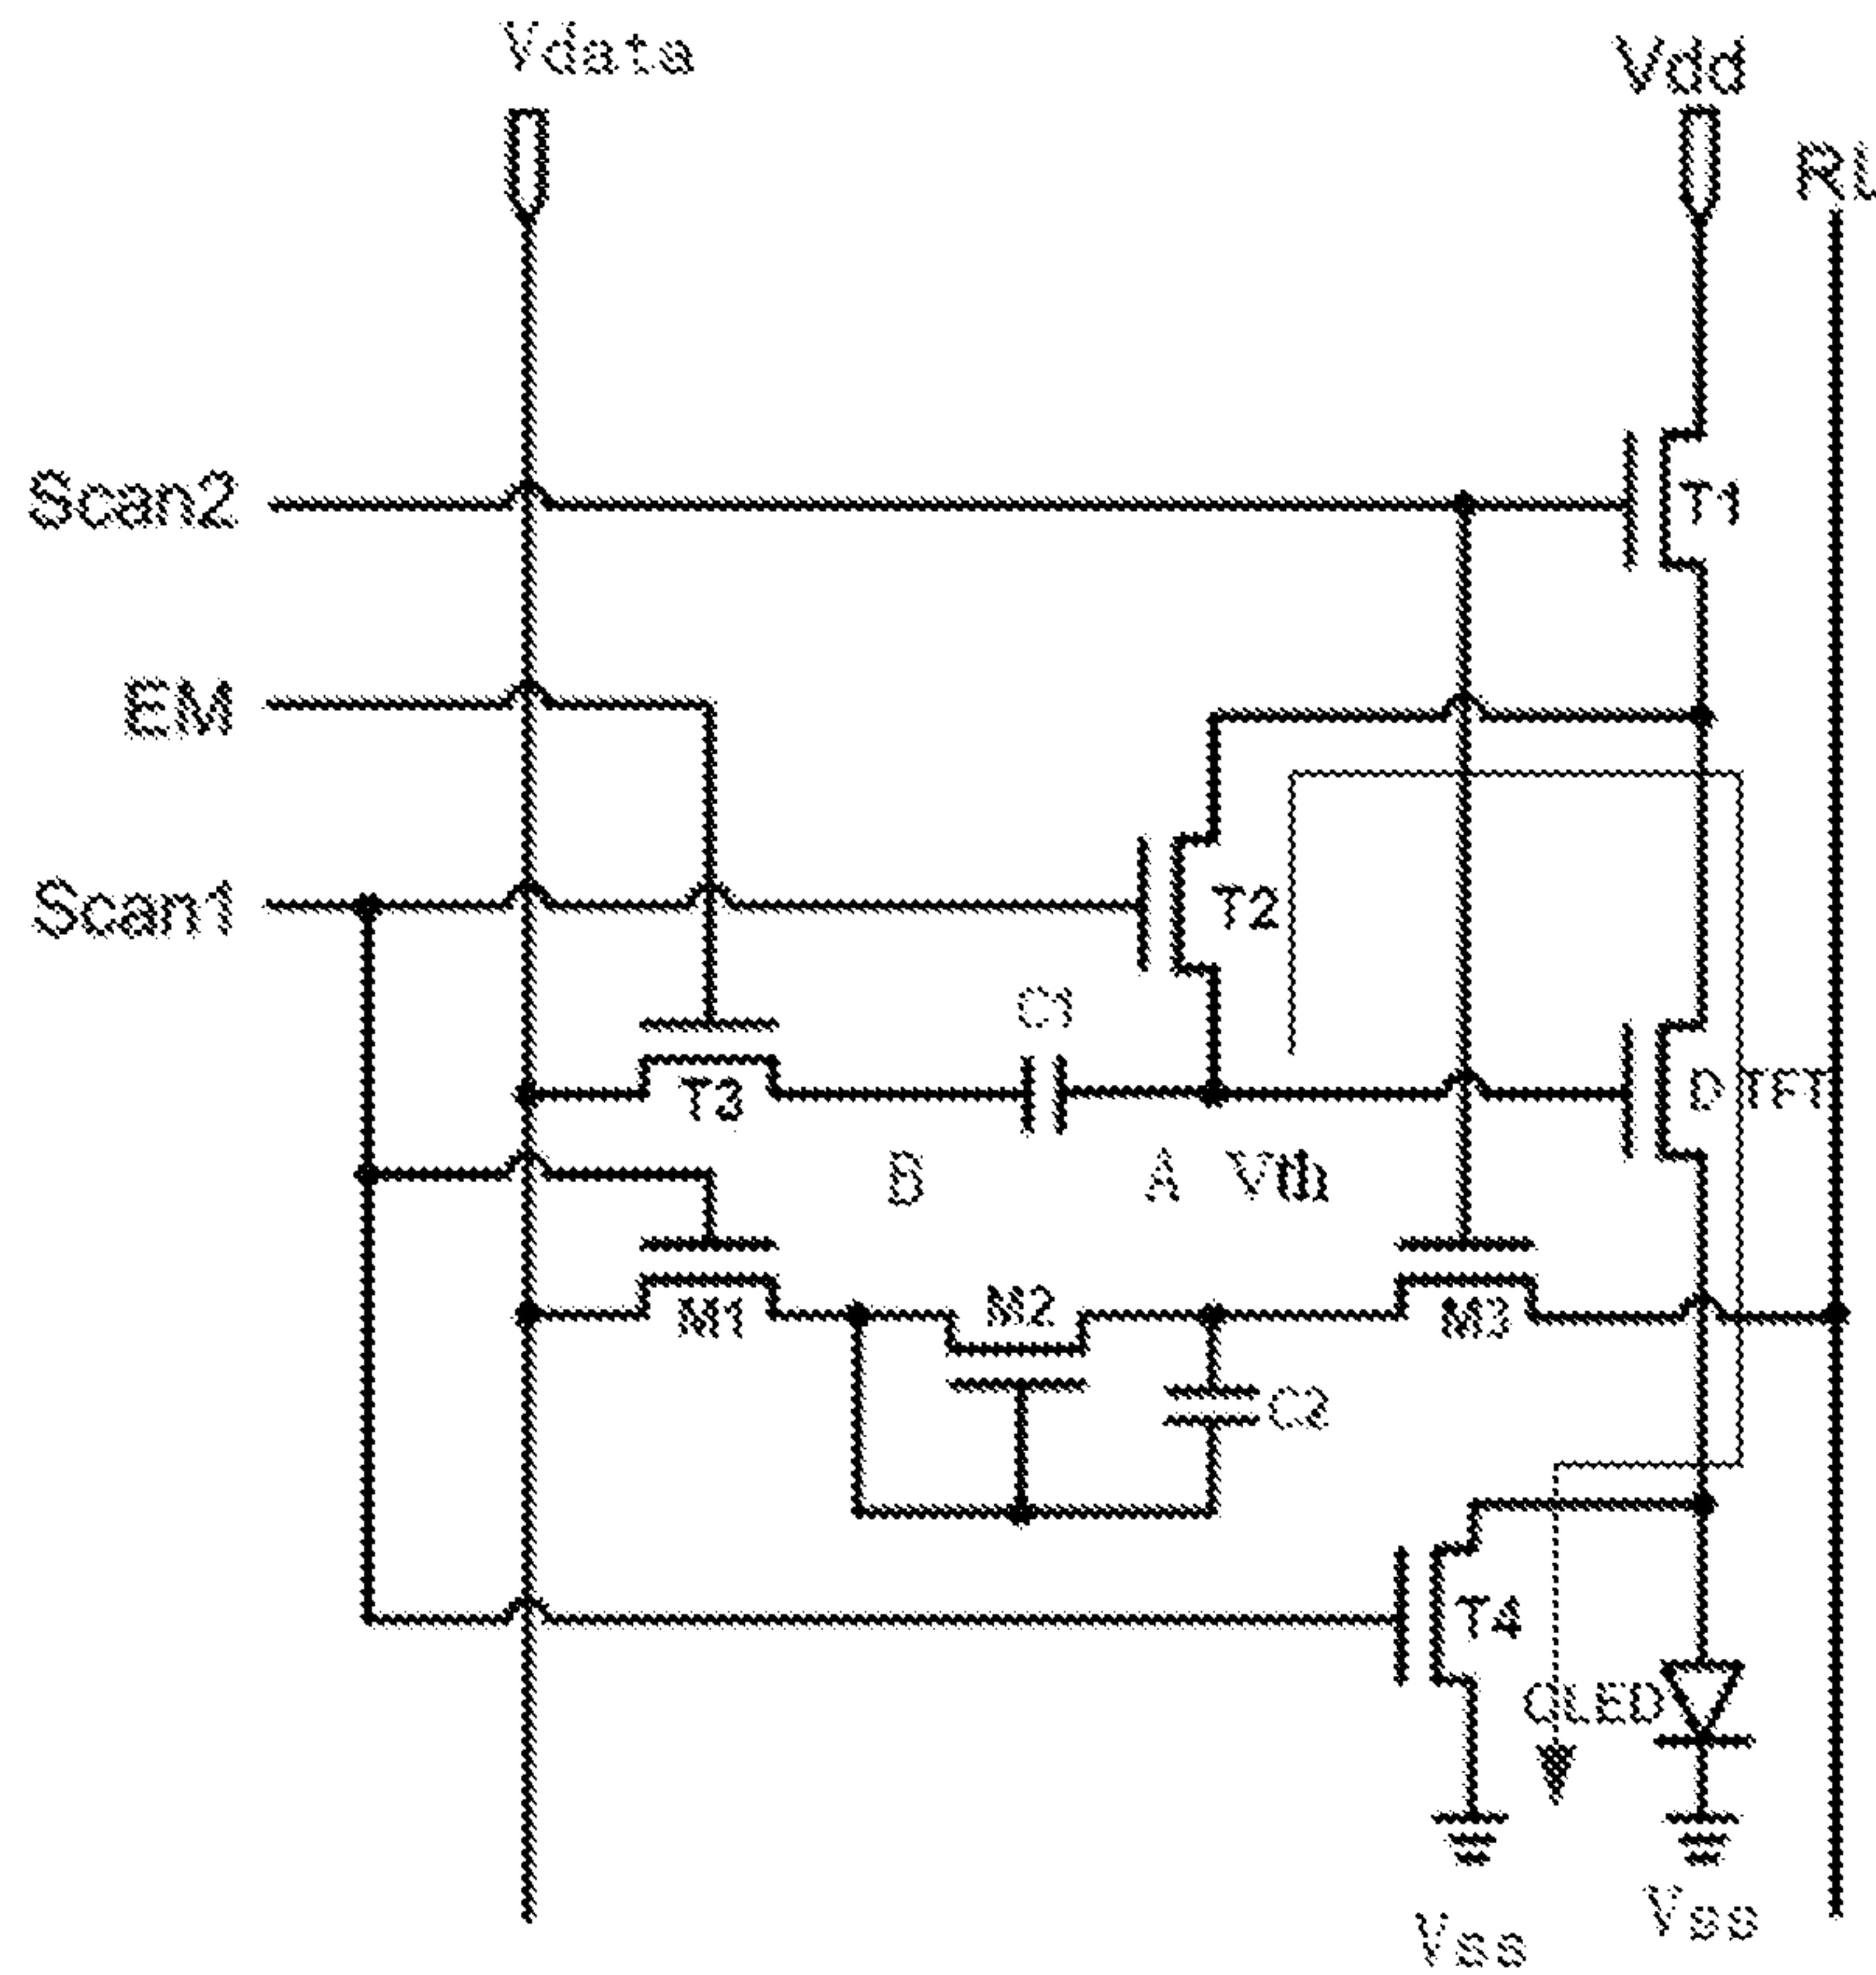 Vdata
Vdd
RL
Scan2
T1
EM
Scan1
T2
C1
T3
DTFT
B
A
Vth
M1
M2
M3
C2
T4
OLED
Vss
Vss